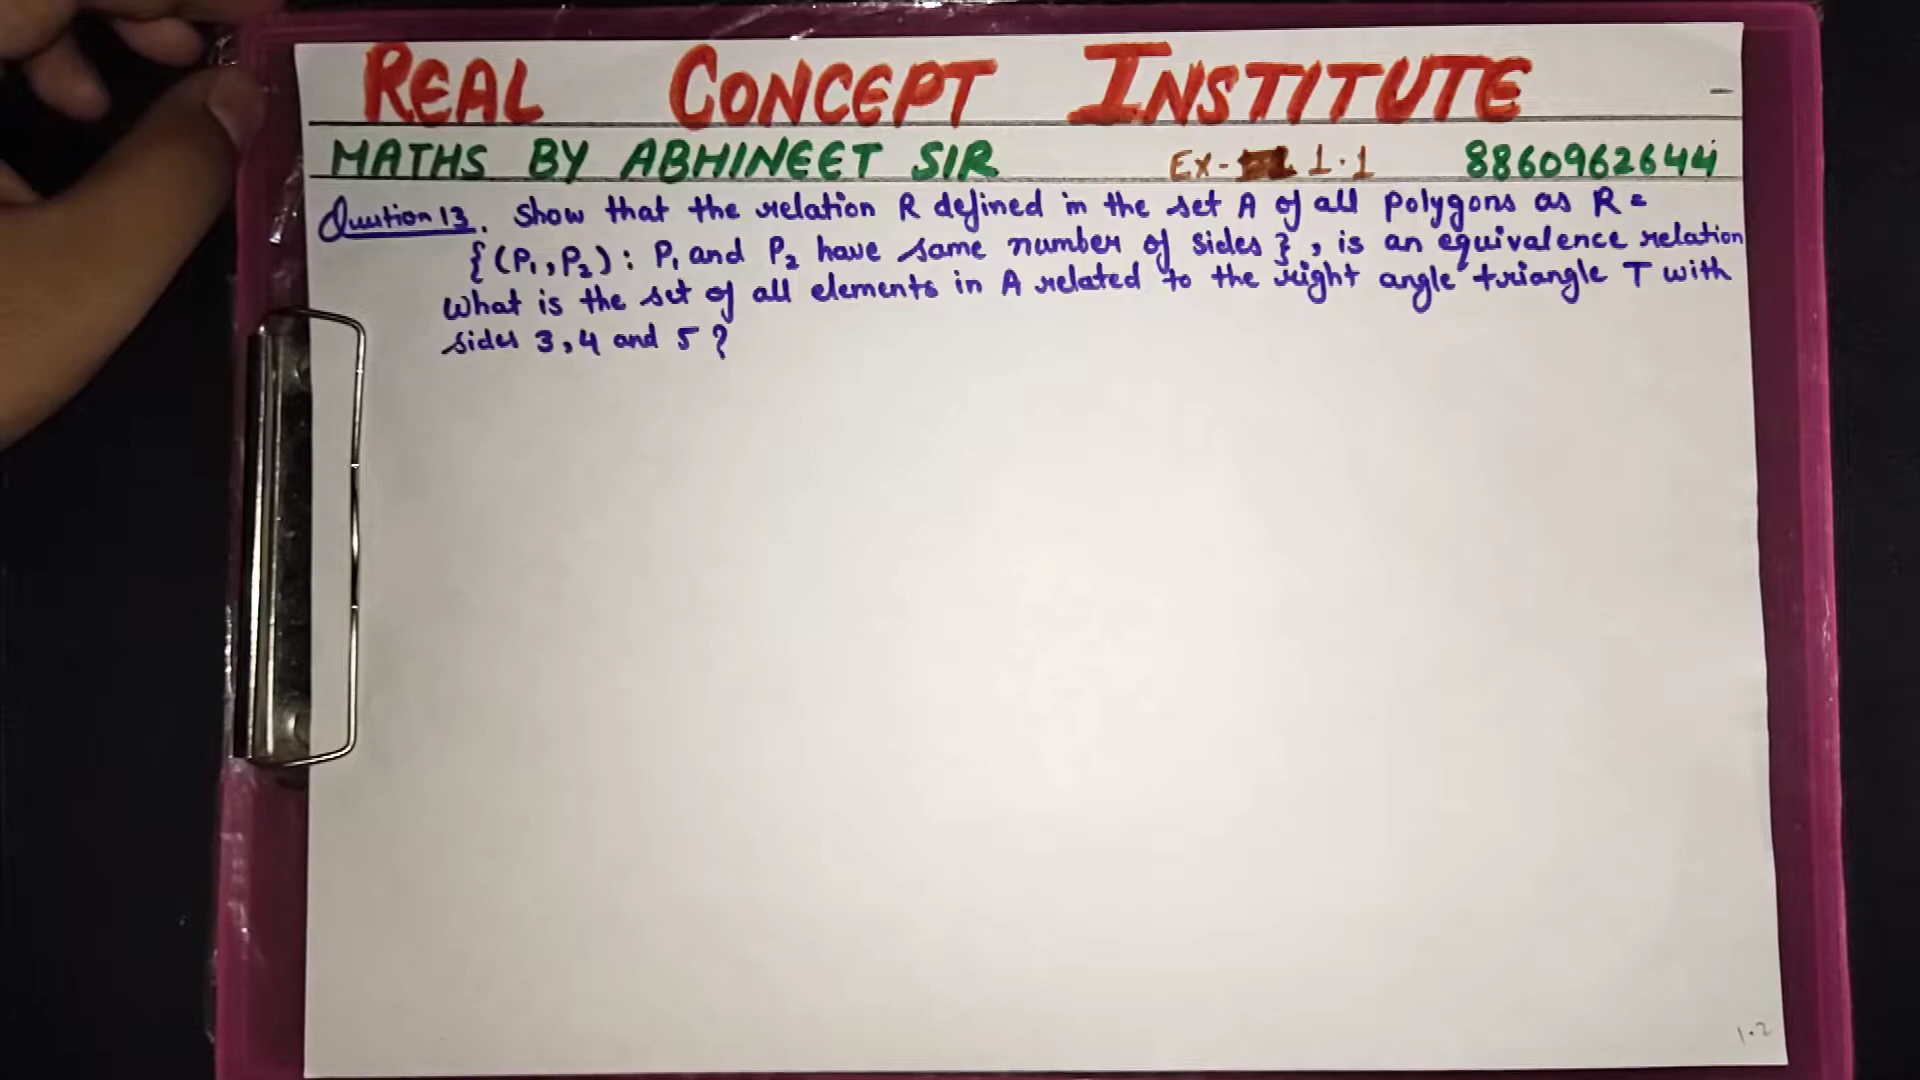 REAL CONCEPT INSTITUTE
MATHS BY ABHINEET SIR Ex- 1.1 8860962644
Question 13. Show that the relation R defined in the set A of all polygons as R =
{(P₁,P₂): P₁ and P₂ have same number of sides}, is an equivalence relation
What is the set of all elements in A related to the right angle triangle T with
sides 3,4 and 5?
1.2